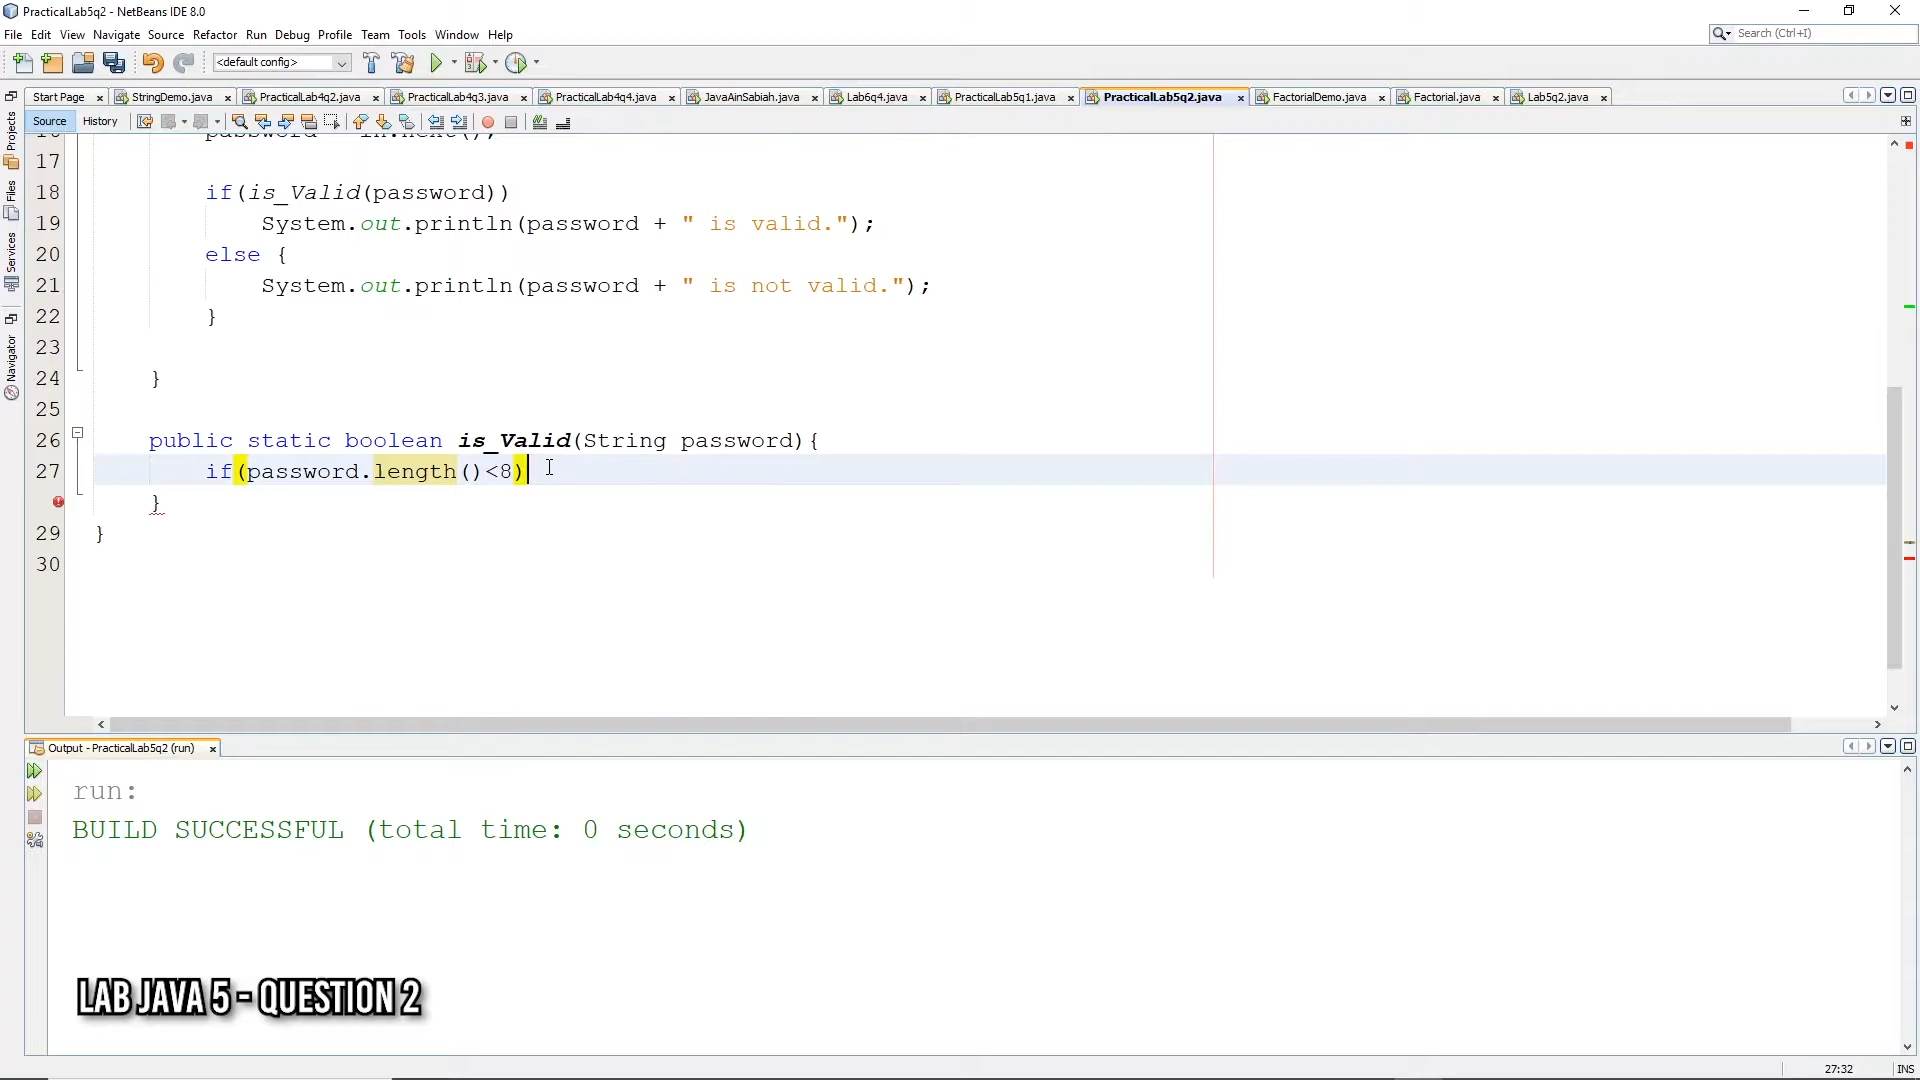 PracticalLab5q2 - NetBeans IDE 8.0
File Edit View Navigate Source Refactor Run Debug Profile Team Tools Window Help
Search (Ctrl+I)
<default config>
Start Page StringDemo.java PracticalLab4q2.java PracticalLab4q3.java PracticalLab4q4.java JavaAinSabiah.java Lab6q4.java PracticalLab5q1.java PracticalLab5q2.java FactorialDemo.java Factorial.java Lab5q2.java
Projects
Files
Services
Navigator
Source History
16 password = in.next();
17
18 if(is_Valid(password))
19 System.out.println(password + " is valid.");
20 else {
21 System.out.println(password + " is not valid.");
22 }
23
24 }
25
26 public static boolean is_Valid(String password){
27 if(password.length()<8)
}
29 }
30
Output - PracticalLab5q2 (run)
run:
BUILD SUCCESSFUL (total time: 0 seconds)
LAB JAVA 5 - QUESTION 2
27:32 INS